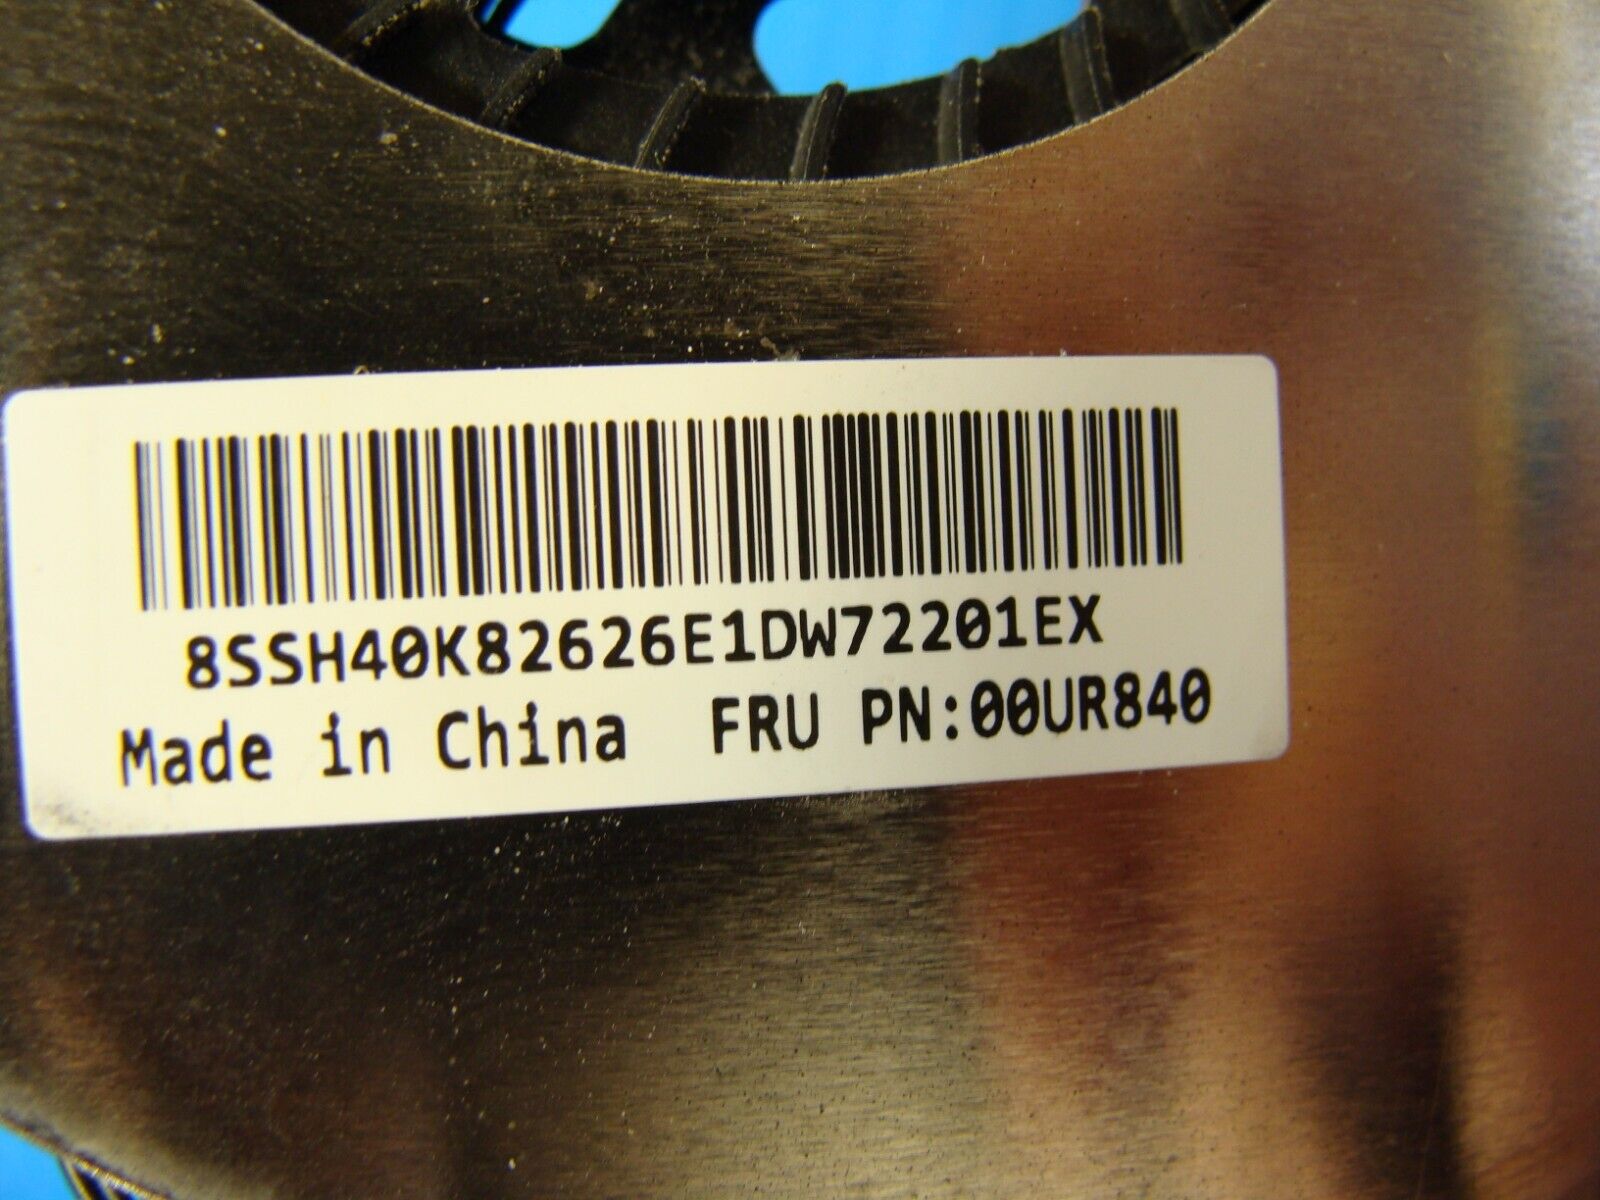 8SSH40K82626E1DW72201EX
Made in China FRU PN:00UR840